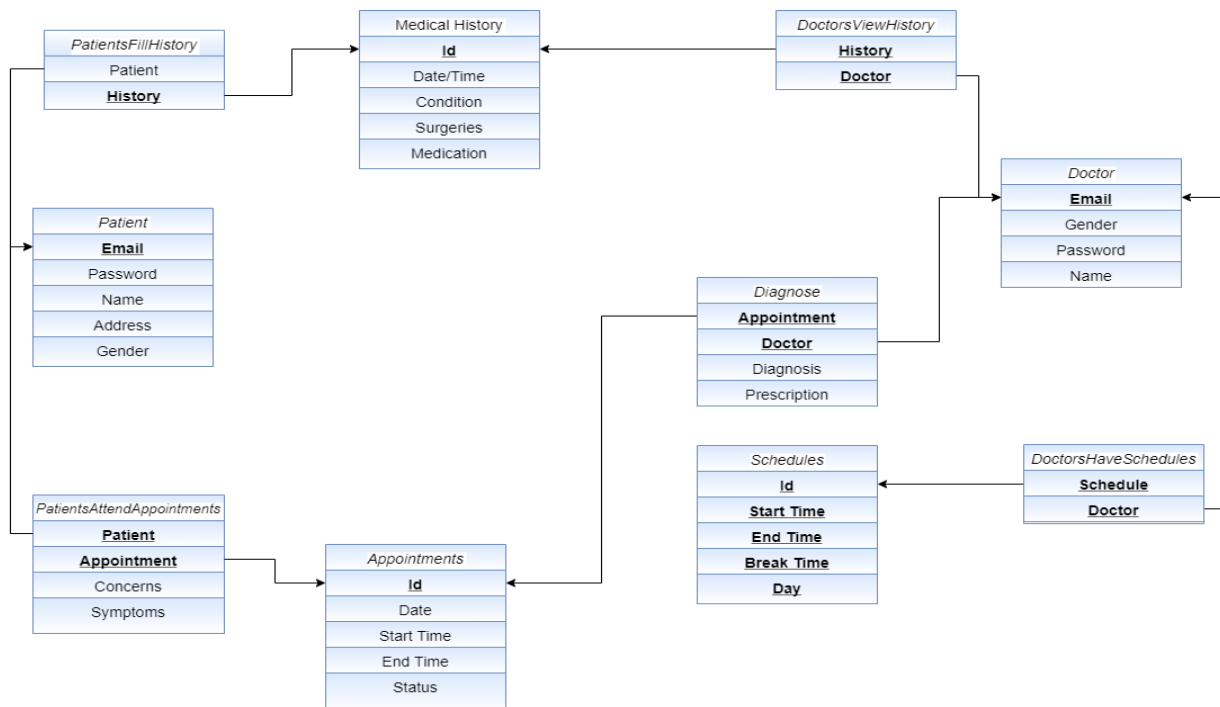 PatientsFillHistory
Patient
History
Medical History
Id
Date/Time
Condition
Surgeries
Medication
DoctorsViewHistory
History
Doctor
Doctor
Email
Gender
Password
Name
Patient
Email
Password
Name
Address
Gender
Diagnose
Appointment
Doctor
Diagnosis
Prescription
Schedules
Id
Start Time
End Time
Break Time
Day
DoctorsHaveSchedules
Schedule
Doctor
PatientsAttendAppointments
Patient
Appointment
Concerns
Symptoms
Appointments
Id
Date
Start Time
End Time
Status